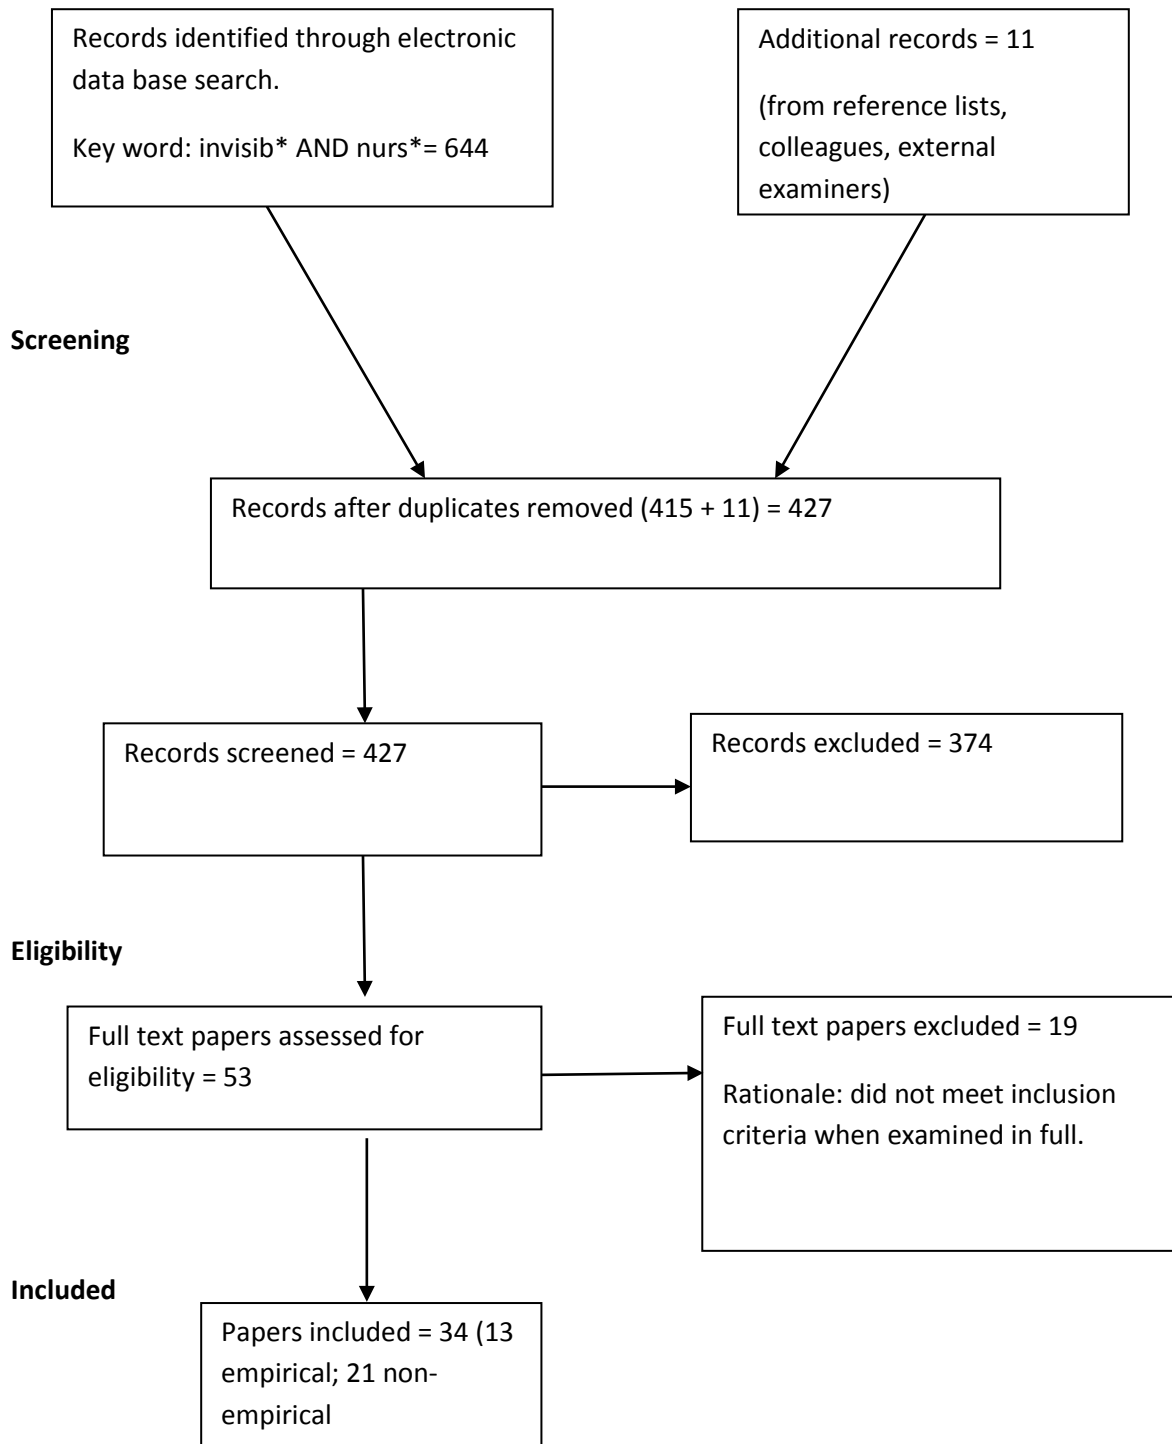 Records identified through electronic
data base search.
Key word: invisib* AND nurs*= 644
Additional records = 11
(from reference lists,
colleagues, external
examiners)
Screening
Records after duplicates removed (415 + 11) = 427
Records screened = 427
Records excluded = 374
Eligibility
Full text papers assessed for
eligibility = 53
Full text papers excluded = 19
Rationale: did not meet inclusion
criteria when examined in full.
Included
Papers included = 34 (13
empirical; 21 non-
empirical